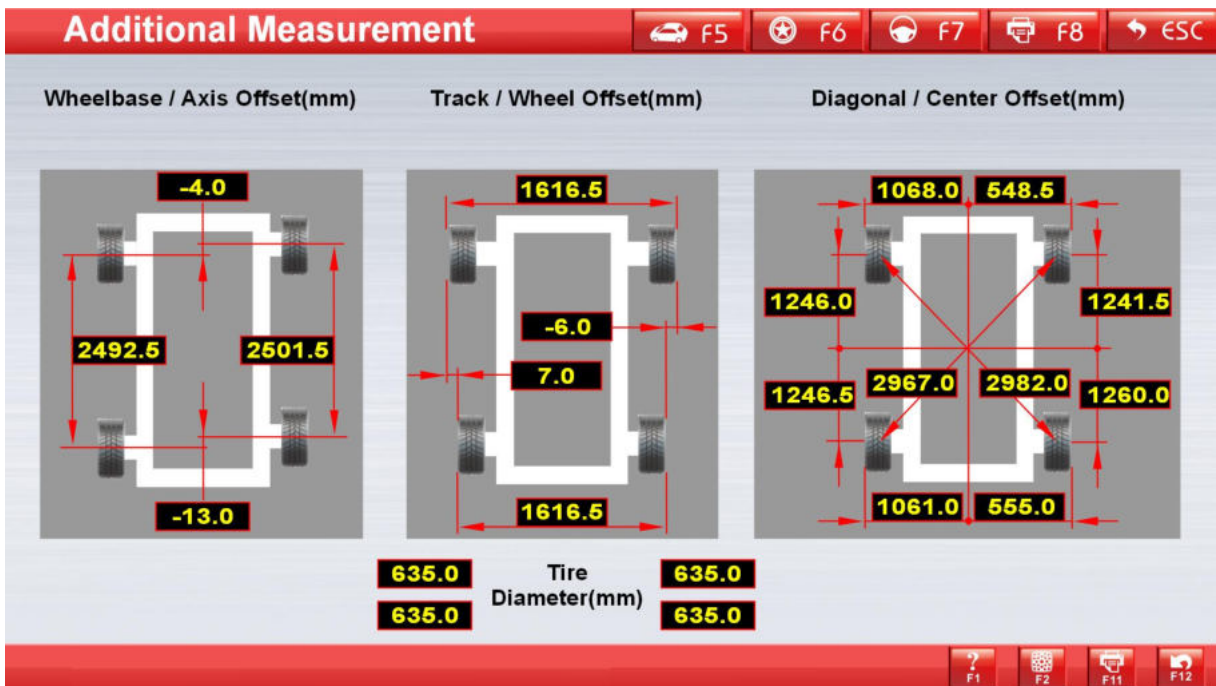 Additional Measurement
F5
F6
F7
F8
ESC
Wheelbase / Axis Offset(mm)
Track / Wheel Offset(mm)
Diagonal / Center Offset(mm)
-4.0
2492.5
2501.5
-13.0
1616.5
-6.0
7.0
1616.5
1068.0
548.5
1246.0
1241.5
2967.0
2982.0
1246.5
1260.0
1061.0
555.0
635.0
Tire
635.0
Diameter(mm)
635.0
635.0
?
F1
F2
F11
F12